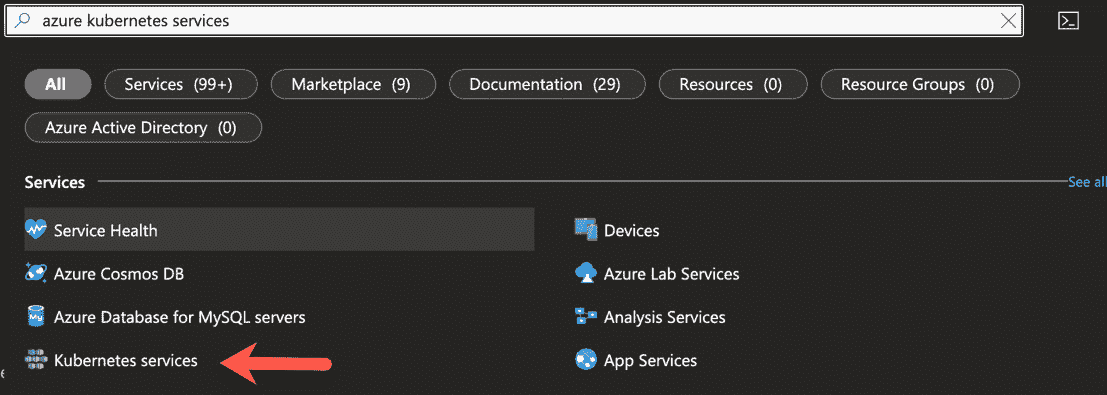 azure kubernetes services
All Services (99+) Marketplace (9) Documentation (29) Resources (0) Resource Groups (0)
Azure Active Directory (0)
Services See all
Service Health Devices
Azure Cosmos DB Azure Lab Services
Azure Database for MySQL servers Analysis Services
Kubernetes services App Services
e